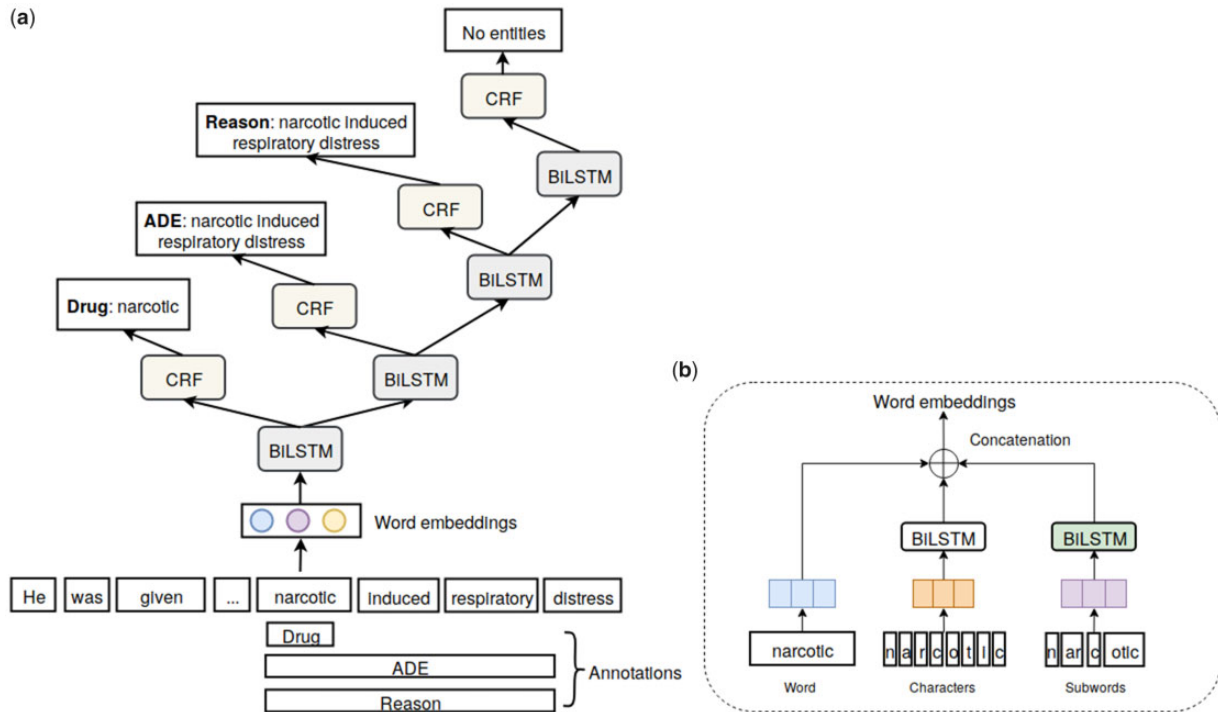 (a)
No entities
CRF
Reason: narcotic induced
respiratory distress
BiLSTM
CRF
ADE: narcotic induced
respiratory distress
BiLSTM
CRF
Drug: narcotic
BiLSTM
CRF
BiLSTM
Word embeddings
He was given ... narcotic induced respiratory distress
Drug
ADE
Annotations
Reason
(b)
Word embeddings
Concatenation
BiLSTM BiLSTM
narcotic n a r c o t i c n ar c otic
Word Characters Subwords